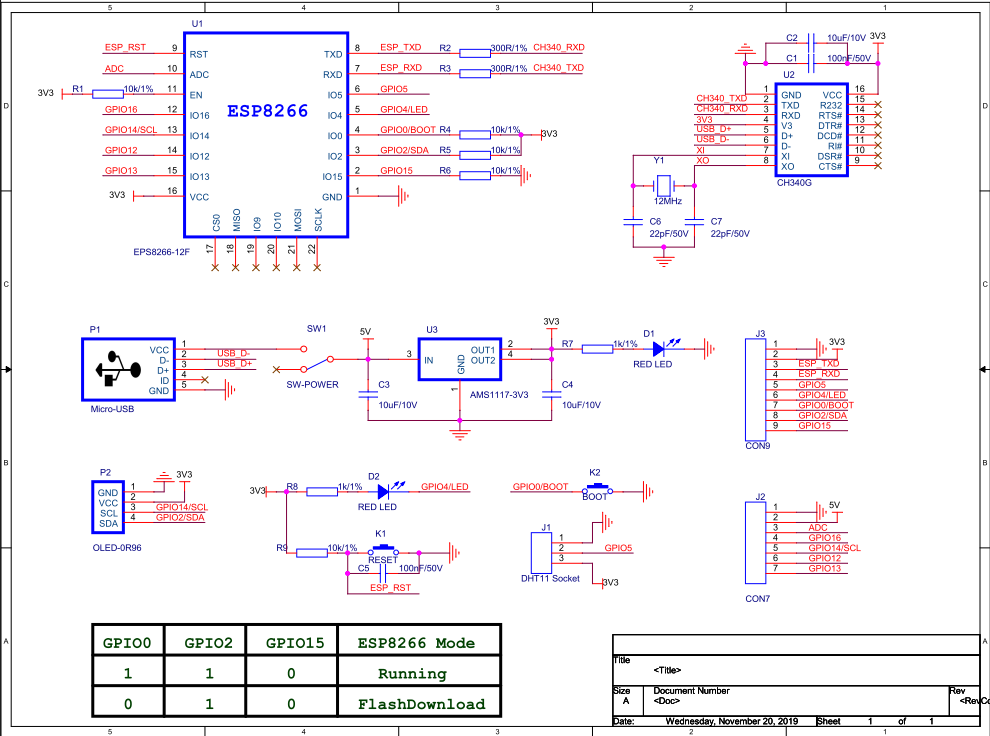 5 4 3 2 1
D
C
B
A
U1
ESP_RST 9 RST
ADC 10 ADC
3V3 R1 10k/1% 11 EN
GPIO16 12 IO16
GPIO14/SCL 13 IO14
GPIO12 14 IO12
GPIO13 15 IO13
3V3 16 VCC
ESP8266
TXD 8 ESP_TXD R2 300R/1% CH340_RXD
RXD 7 ESP_RXD R3 300R/1% CH340_TXD
IO5 6 GPIO5
IO4 5 GPIO4/LED
IO0 4 GPIO0/BOOT R4 10k/1% 3V3
IO2 3 GPIO2/SDA R5 10k/1%
IO15 2 GPIO15 R6 10k/1%
GND 1
CS0 MISO IO9 IO10 MOSI SCLK
17 18 19 20 21 22
EPS8266-12F
C2 10uF/10V 3V3
C1 100nF/50V
U2
1 GND VCC 16
CH340_TXD 2 TXD R232 15
CH340_RXD 3 RXD RTS# 14
3V3 4 V3 DTR# 13
USB_D+ 5 D+ DCD# 12
USB_D- 6 D- RI# 11
XI 7 XI DSR# 10
XO 8 XO CTS# 9
CH340G
Y1
12MHz
C6 C7
22pF/50V 22pF/50V
P1
VCC 1
D- 2 USB_D-
D+ 3 USB_D+
ID 4
GND 5
Micro-USB
SW1
SW-POWER
5V
C3
10uF/10V
U3
3 IN OUT1 2
OUT2 4
GND
1
AMS1117-3V3
3V3
C4
10uF/10V
R7 1k/1%
D1
RED LED
J3
1
2 3V3
3 ESP_TXD
4 ESP_RXD
5 GPIO5
6 GPIO4/LED
7 GPIO0/BOOT
8 GPIO2/SDA
9 GPIO15
CON9
P2
3V3
GND 1
VCC 2
SCL 3 GPIO14/SCL
SDA 4 GPIO2/SDA
OLED-0R96
3V3 R8 1k/1% D2 GPIO4/LED
RED LED
R9 10k/1% K1
RESET
C5 100nF/50V
ESP_RST
GPIO0/BOOT K2
BOOT
J1
1
2 GPIO5
3
3V3
DHT11 Socket
J2
1
2 5V
3 ADC
4 GPIO16
5 GPIO14/SCL
6 GPIO12
7 GPIO13
CON7
GPIO0 GPIO2 GPIO15 ESP8266 Mode
1 1 0 Running
0 1 0 FlashDownload
Title
<Title>
Size Document Number Rev
A <Doc> <RevCo
Date: Wednesday, November 20, 2019 Sheet 1 of 1
D
C
B
A
5 4 3 2 1